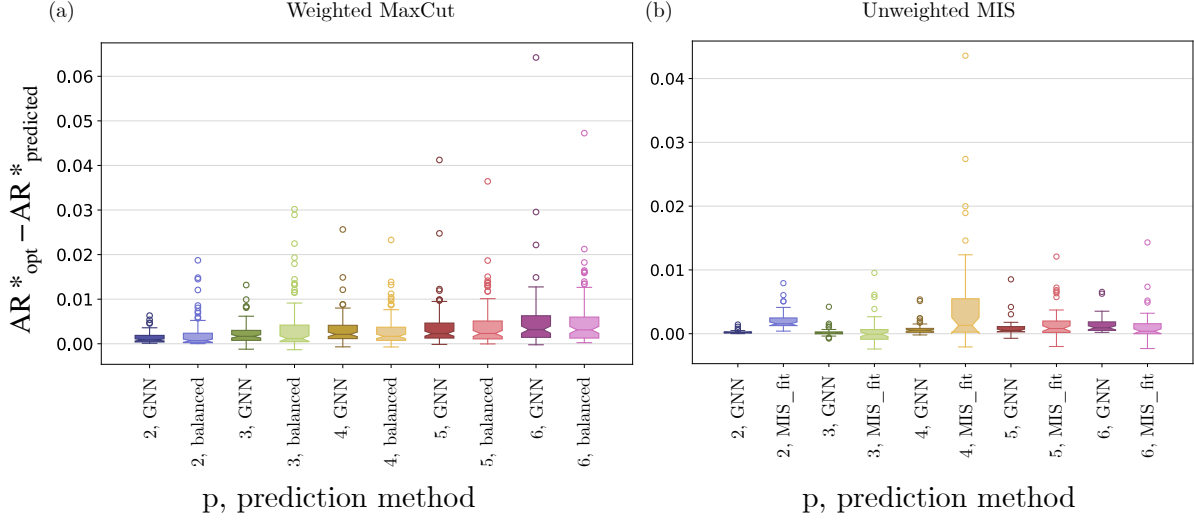 (a)
Weighted MaxCut
AR*opt−AR*predicted
0.06
0.05
0.04
0.03
0.02
0.01
0.00
2, GNN
2, balanced
3, GNN
3, balanced
4, GNN
4, balanced
5, GNN
5, balanced
6, GNN
6, balanced
p, prediction method
(b)
Unweighted MIS
0.04
0.03
0.02
0.01
0.00
2, GNN
2, MIS_fit
3, GNN
3, MIS_fit
4, GNN
4, MIS_fit
5, GNN
5, MIS_fit
6, GNN
6, MIS_fit
p, prediction method